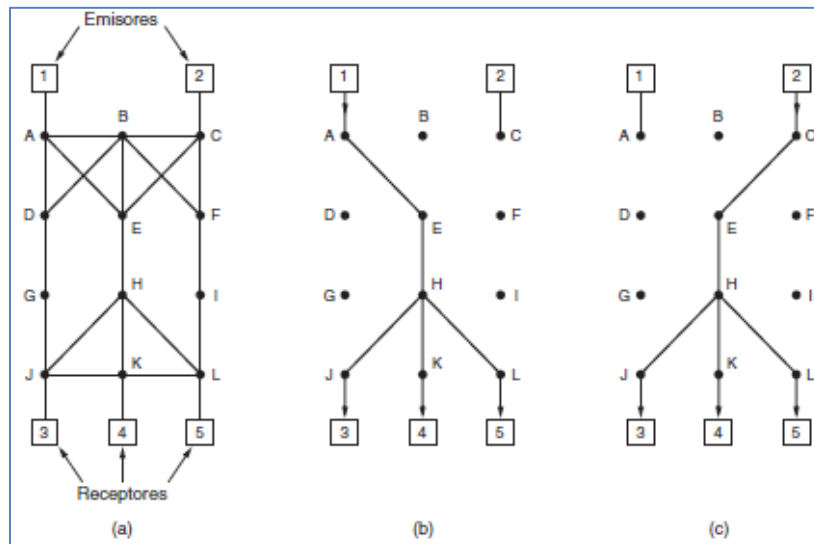 Emisores
1 2 1 2 1 2
A B C A B C A B C
D E F D E F D E F
G H I G H I G H I
J K L J K L J K L
3 4 5 3 4 5 3 4 5
Receptores
(a) (b) (c)